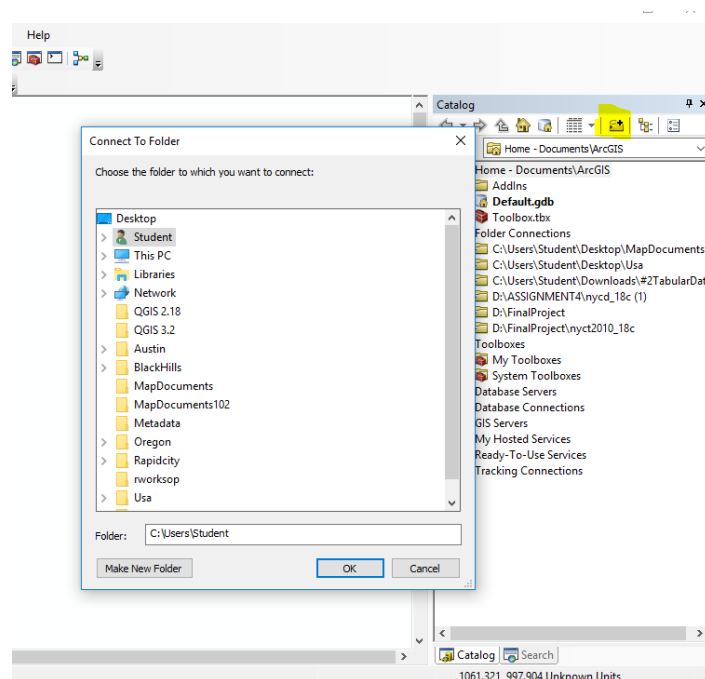 Help
Catalog
Home - Documents\ArcGIS
Home - Documents\ArcGIS
AddIns
Default.gdb
Toolbox.tbx
Folder Connections
C:\Users\Student\Desktop\MapDocuments
C:\Users\Student\Desktop\Usa
C:\Users\Student\Downloads\#2TabularDat
D:\ASSIGNMENT4\nycd_18c (1)
D:\FinalProject
D:\FinalProject\nyct2010_18c
Toolboxes
My Toolboxes
System Toolboxes
Database Servers
Database Connections
GIS Servers
My Hosted Services
Ready-To-Use Services
Tracking Connections
Connect To Folder
Choose the folder to which you want to connect:
Desktop
Student
This PC
Libraries
Network
QGIS 2.18
QGIS 3.2
Austin
BlackHills
MapDocuments
MapDocuments102
Metadata
Oregon
Rapidcity
rworksop
Usa
Folder: C:\Users\Student
Make New Folder OK Cancel
Catalog Search
1061.321 997.904 Unknown Units